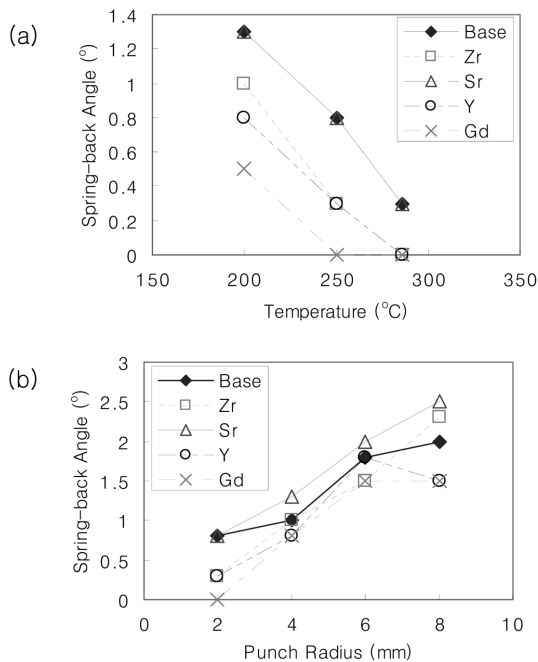 (a)
Spring-back Angle (°)
1.4
1.2
1
0.8
0.6
0.4
0.2
0
150
200
250
300
350
Temperature (°C)
Base
Zr
Sr
Y
Gd
(b)
Spring-back Angle (°)
3
2.5
2
1.5
1
0.5
0
0
2
4
6
8
10
Punch Radius (mm)
Base
Zr
Sr
Y
Gd